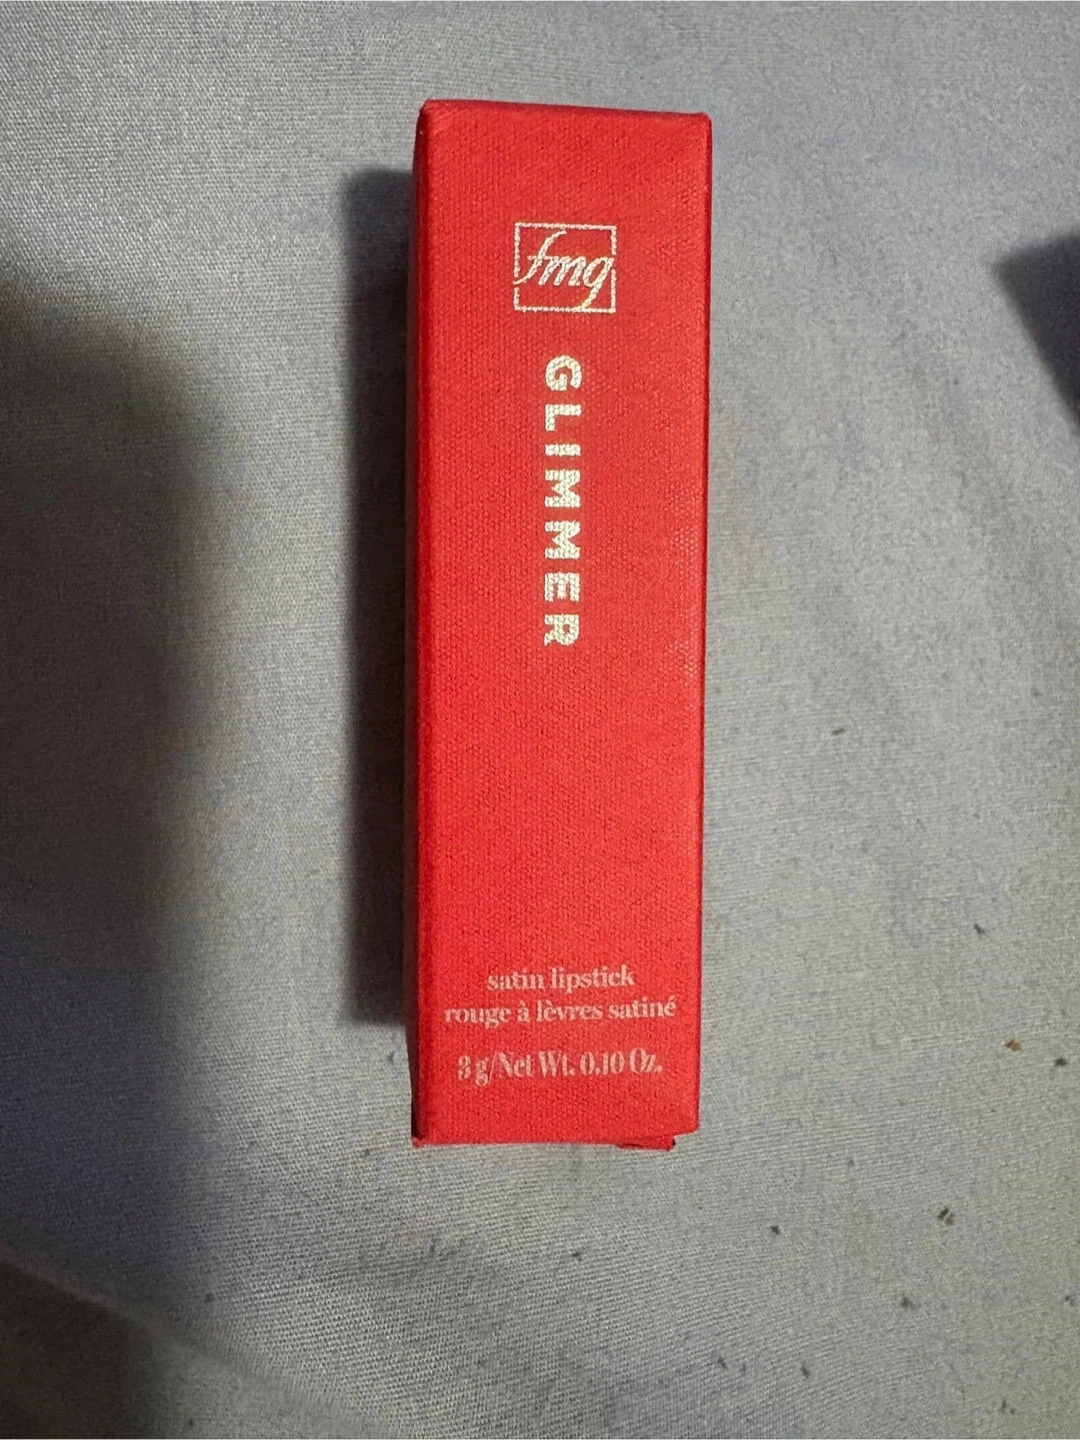 fmg
GLIMMER
satin lipstick
rouge à lèvres satiné
3 g/Net Wt. 0.10 Oz.